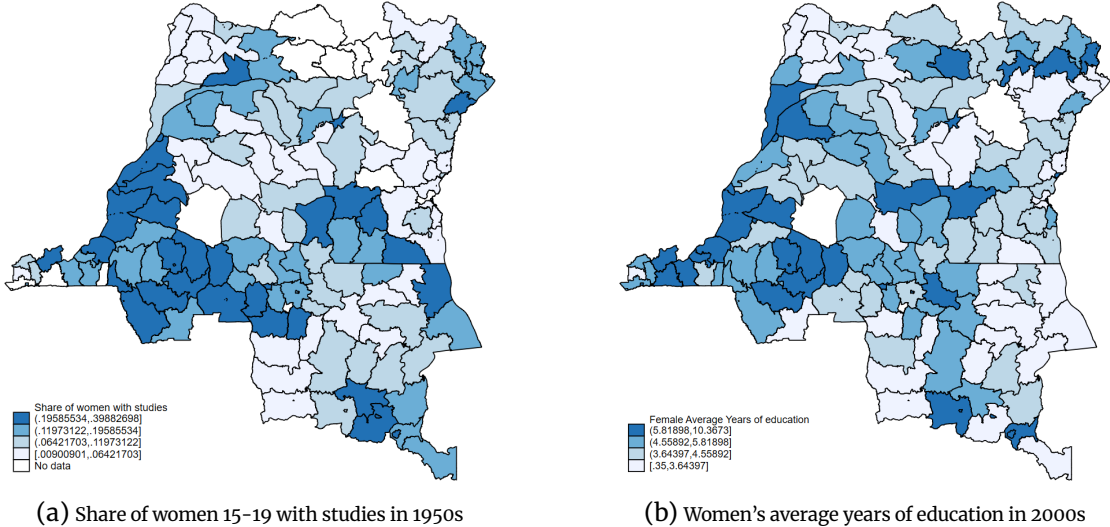 Share of women with studies
(.19585534,.39882698]
(.11973122,.19585534]
(.06421703,.11973122]
[.00900901,.06421703]
No data
(a) Share of women 15-19 with studies in 1950s
Female Average Years of education
(5.81898,10.3673]
(4.55892,5.81898]
(3.64397,4.55892]
[.35,3.64397]
(b) Women's average years of education in 2000s